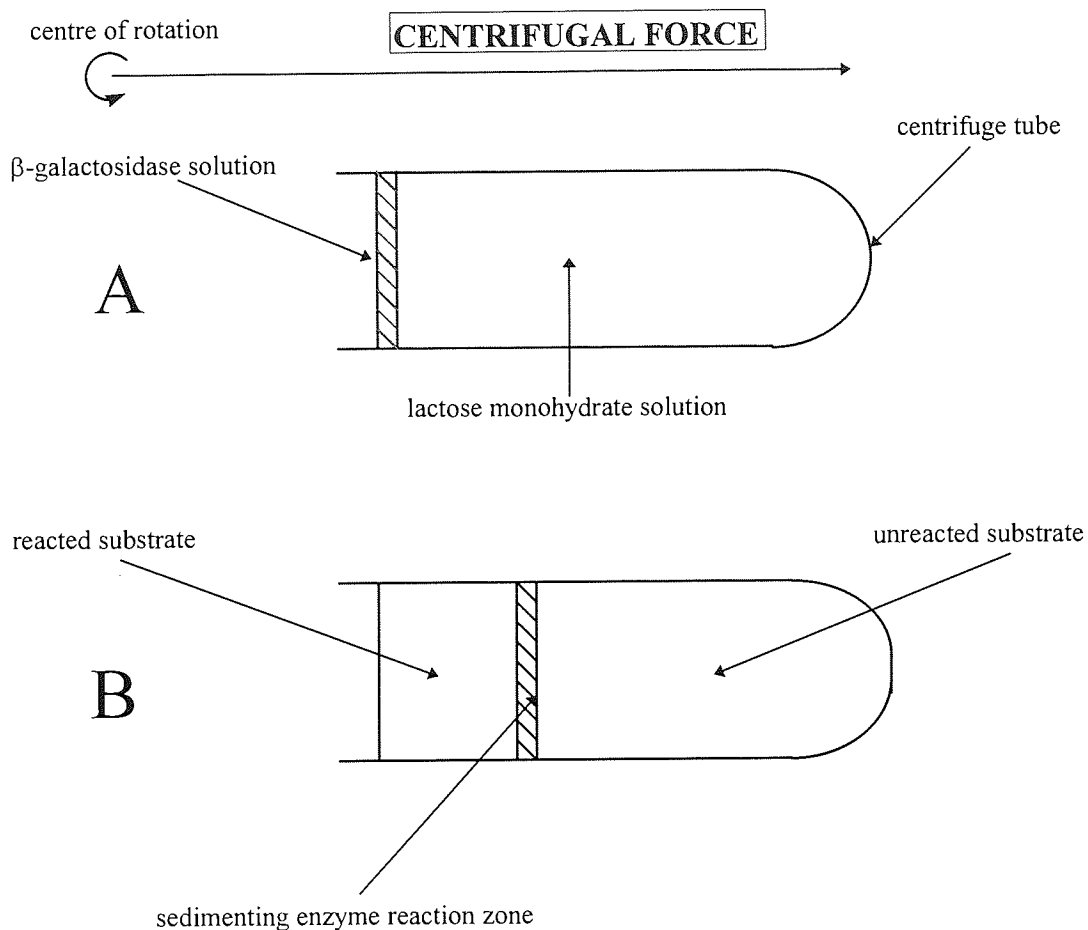 centre of rotation
CENTRIFUGAL FORCE
centrifuge tube
β-galactosidase solution
A
lactose monohydrate solution
reacted substrate
unreacted substrate
B
sedimenting enzyme reaction zone